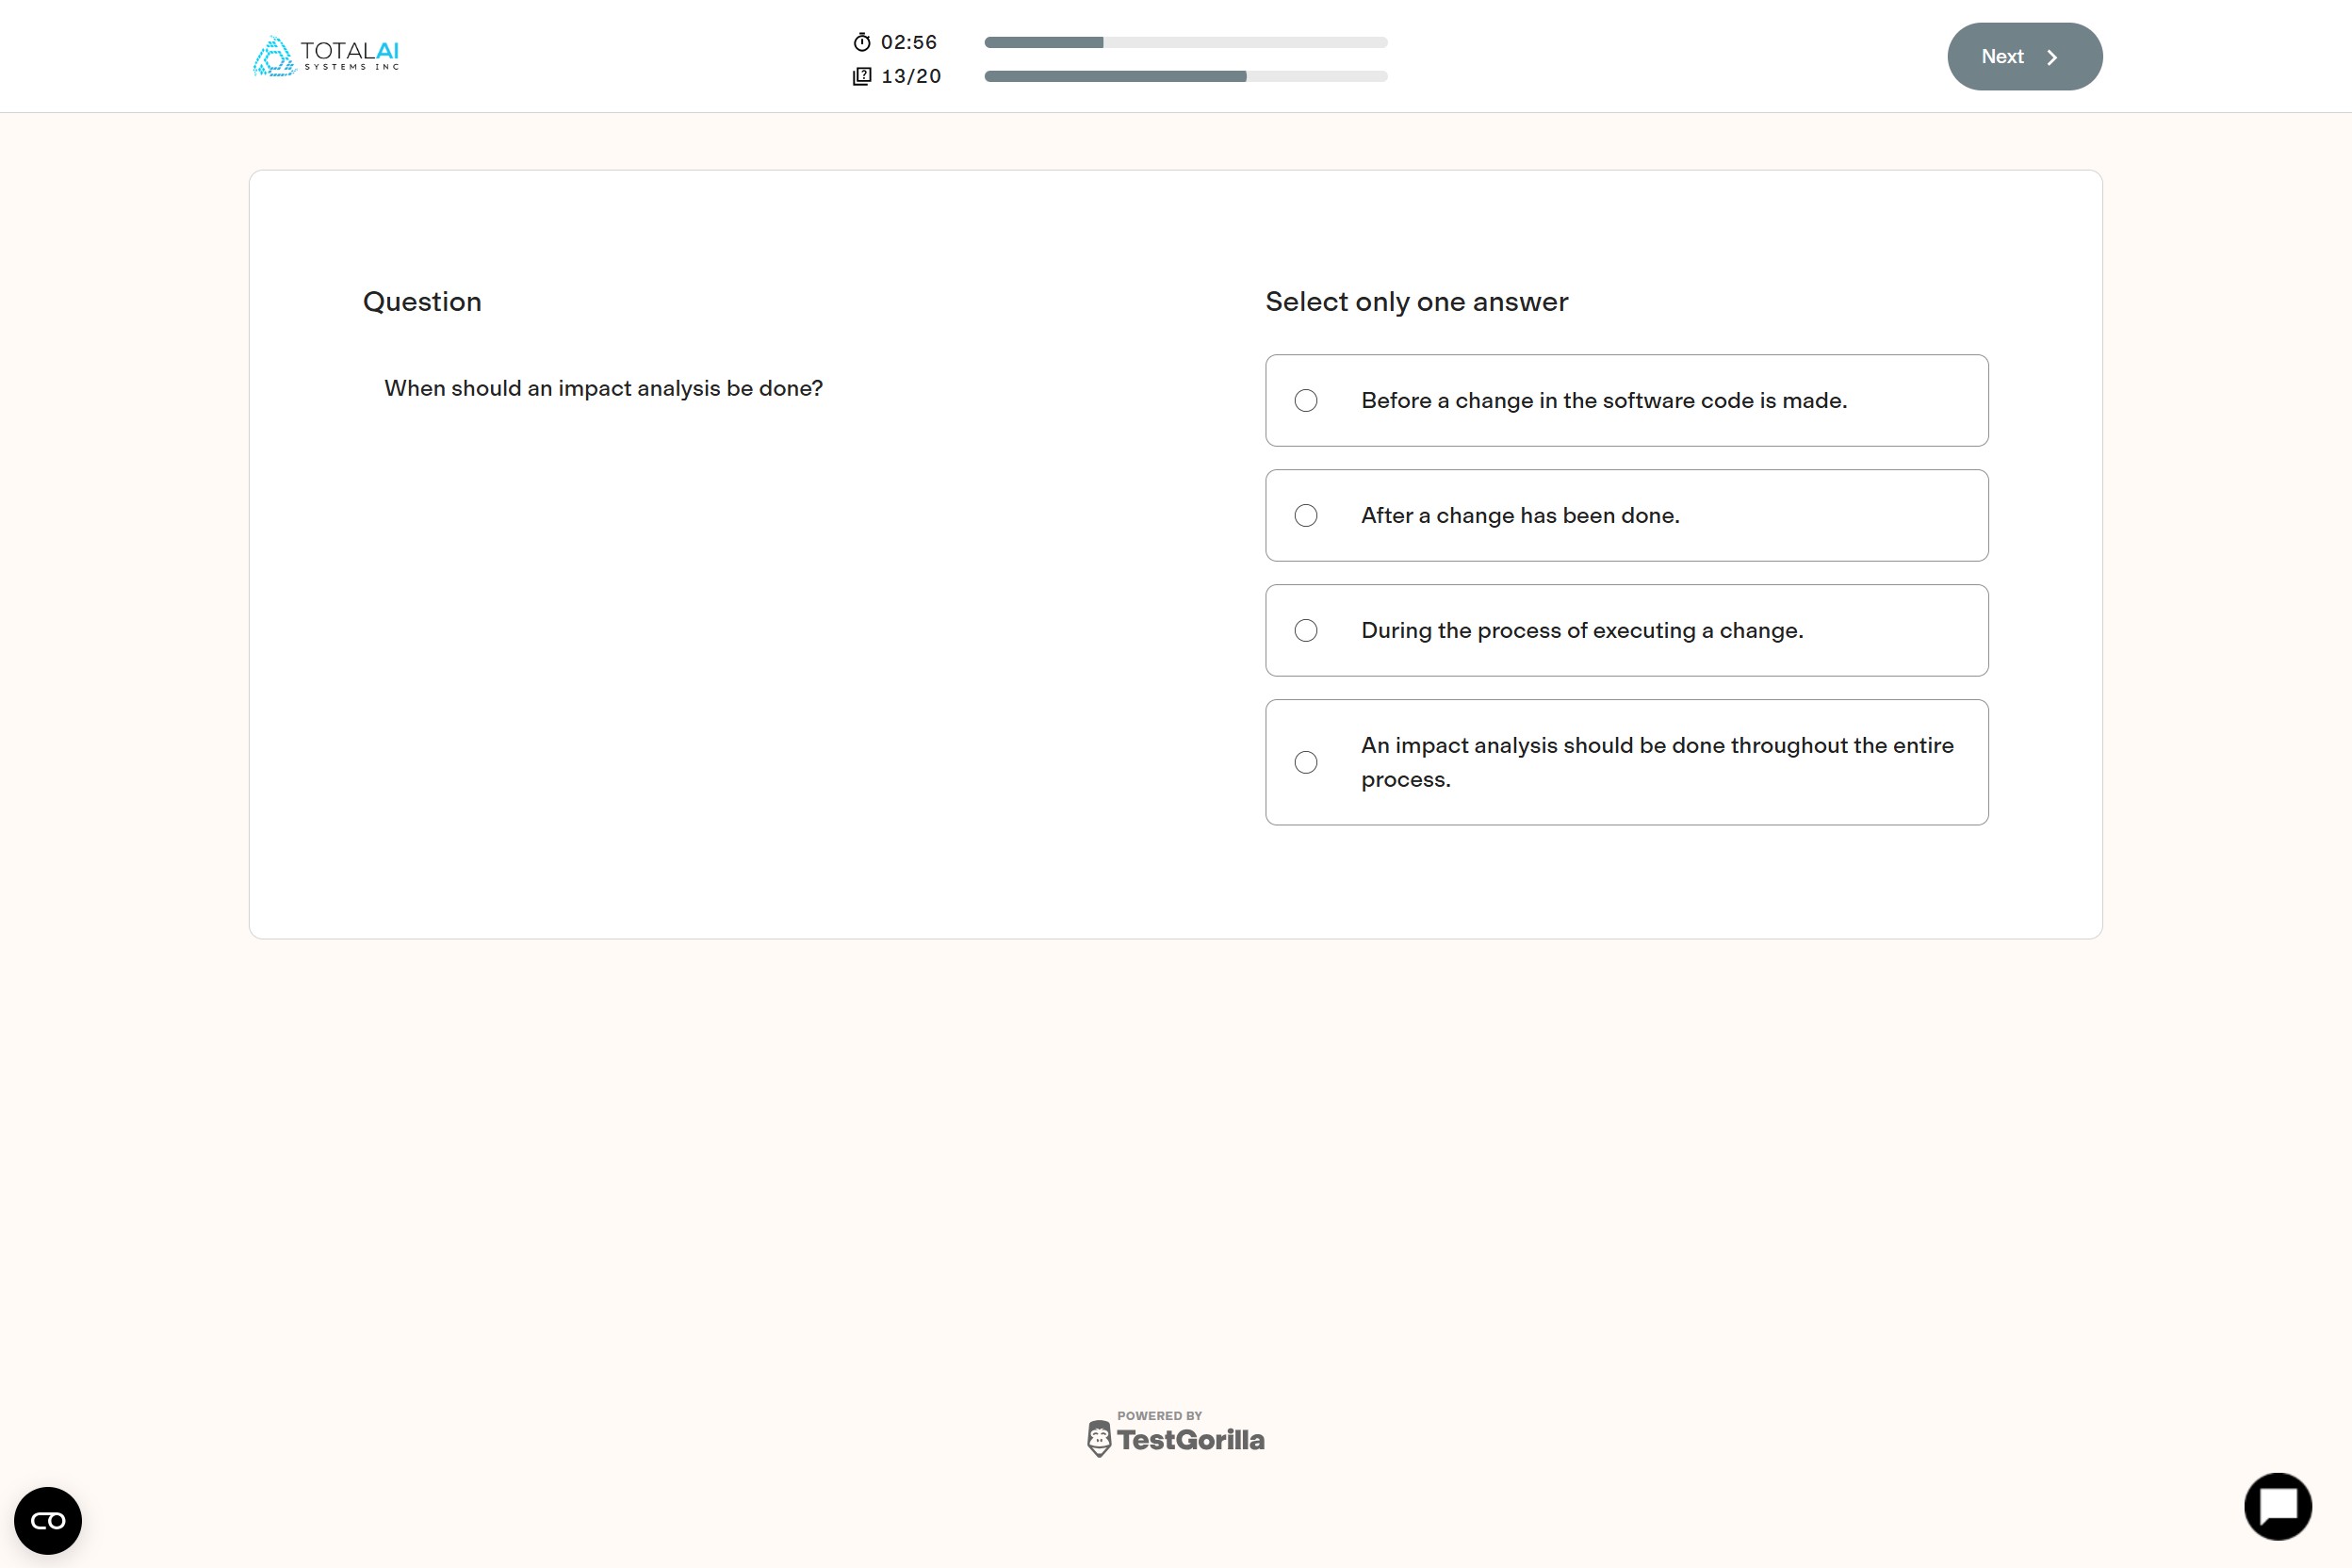 TOTALAI
SYSTEMS INC
02:56
13/20
Next
Question
When should an impact analysis be done?
Select only one answer
Before a change in the software code is made.
After a change has been done.
During the process of executing a change.
An impact analysis should be done throughout the entire
process.
POWERED BY
TestGorilla